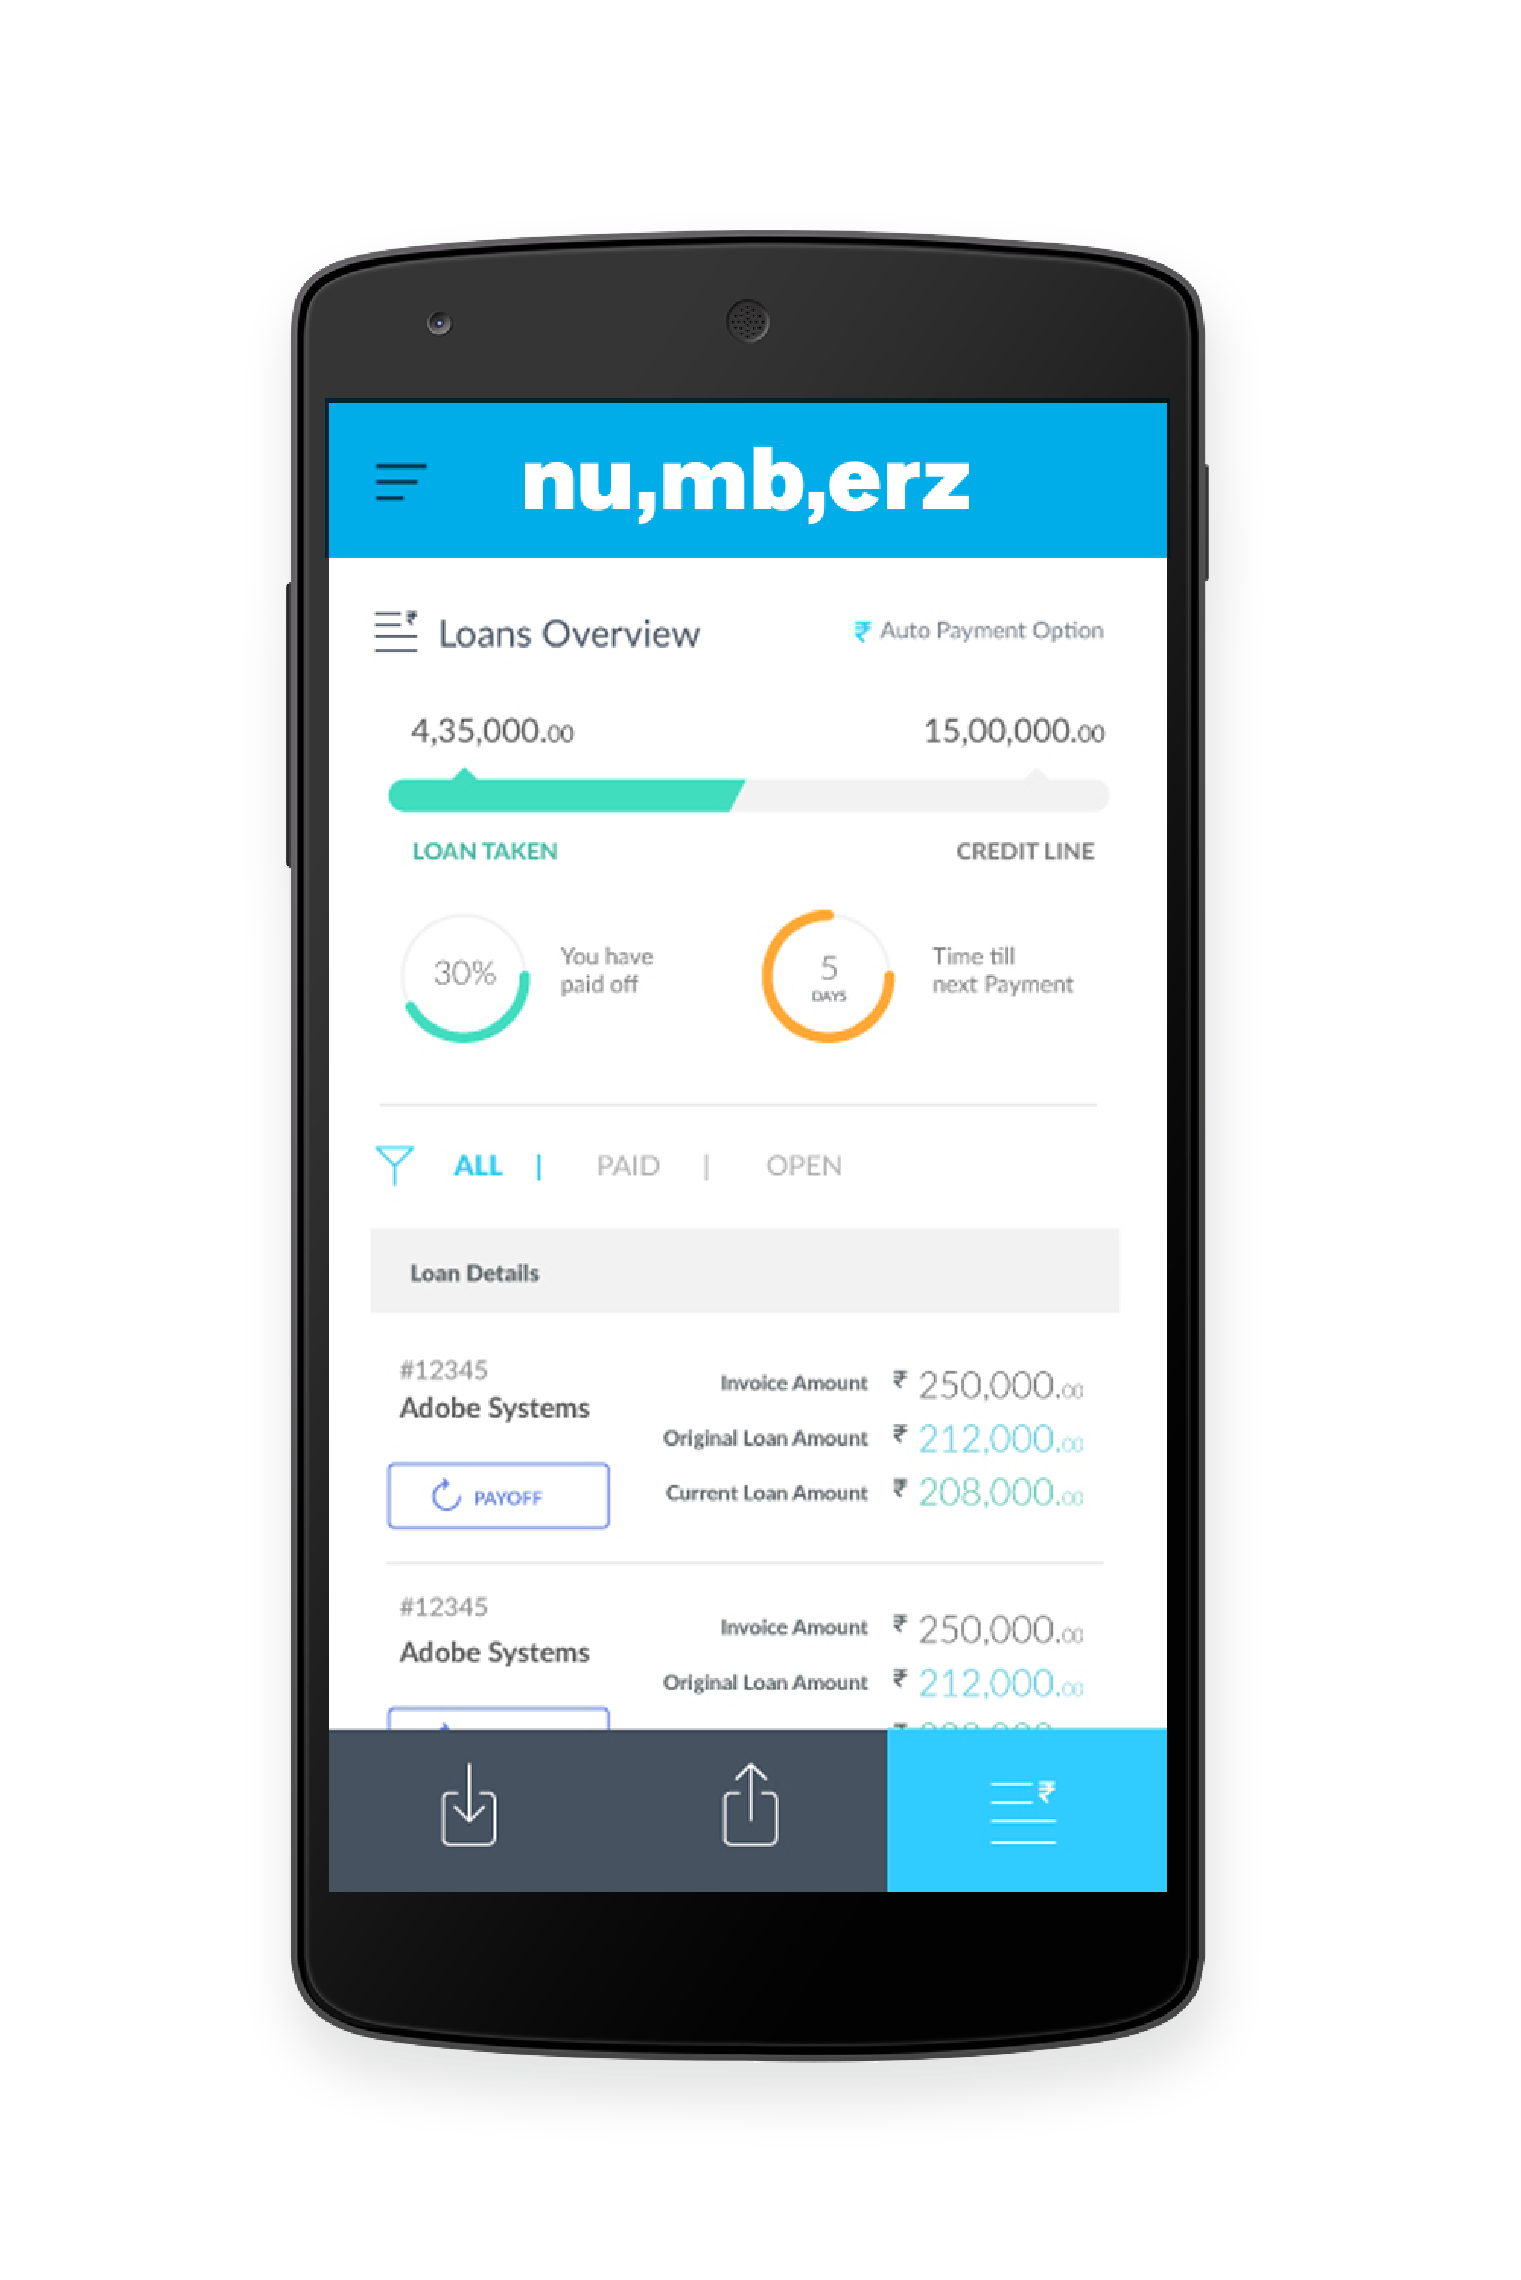 nu,mb,erz
₹ Loans Overview
₹ Auto Payment Option
4,35,000.00
15,00,000.00
LOAN TAKEN
CREDIT LINE
30%
You have
paid off
5
DAYS
Time till
next Payment
ALL | PAID | OPEN
Loan Details
#12345
Adobe Systems
PAYOFF
Invoice Amount ₹ 250,000.00
Original Loan Amount ₹ 212,000.00
Current Loan Amount ₹ 208,000.00
#12345
Adobe Systems
Invoice Amount ₹ 250,000.00
Original Loan Amount ₹ 212,000.00
₹